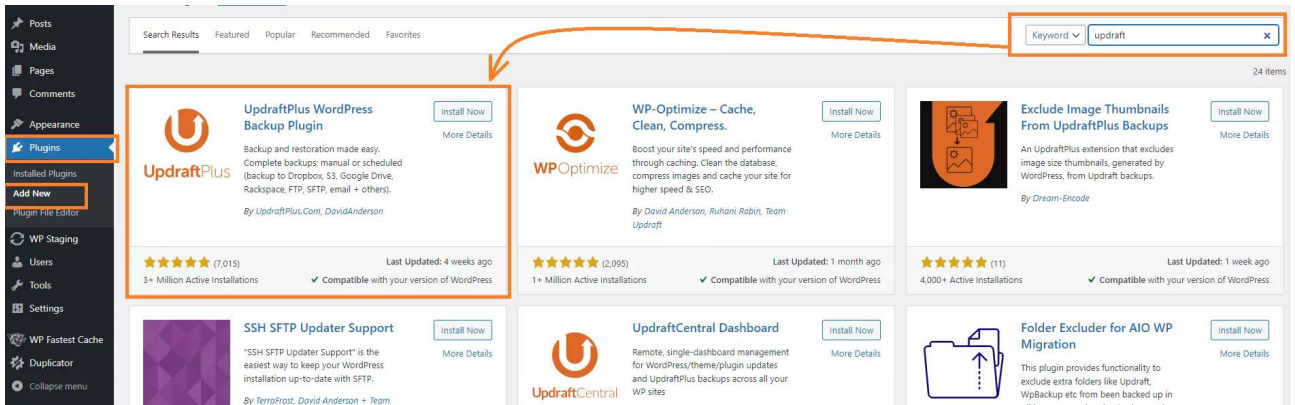 Posts
Media
Pages
Comments
Appearance
Plugins
Installed Plugins
Add New
Plugin File Editor
WP Staging
Users
Tools
Settings
WP Fastest Cache
Duplicator
Collapse menu
Search Results Featured Popular Recommended Favorites
Keyword updraft
24 items
UpdraftPlus
UpdraftPlus WordPress
Backup Plugin
Install Now
More Details
Backup and restoration made easy.
Complete backups; manual or scheduled
(backup to Dropbox, S3, Google Drive,
Rackspace, FTP, SFTP, email + others).
By UpdraftPlus.Com, DavidAnderson
(7,015)
Last Updated: 4 weeks ago
3+ Million Active Installations
Compatible with your version of WordPress
WPOptimize
WP-Optimize – Cache,
Clean, Compress.
Install Now
More Details
Boost your site's speed and performance
through caching. Clean the database,
compress images and cache your site for
higher speed & SEO.
By David Anderson, Ruhani Rabin, Team
Updraft
(2,095)
Last Updated: 1 month ago
1+ Million Active Installations
Compatible with your version of WordPress
Exclude Image Thumbnails
From UpdraftPlus Backups
Install Now
More Details
An UpdraftPlus extension that excludes
image size thumbnails, generated by
WordPress, from Updraft backups.
By Dream-Encode
(11)
Last Updated: 1 week ago
4,000+ Active Installations
Compatible with your version of WordPress
SSH SFTP Updater Support
Install Now
More Details
"SSH SFTP Updater Support" is the
easiest way to keep your WordPress
installation up-to-date with SFTP.
By TerraFrost, David Anderson + Team
UpdraftCentral
UpdraftCentral Dashboard
Install Now
More Details
Remote, single-dashboard management
for WordPress/theme/plugin updates
and UpdraftPlus backups across all your
WP sites
Folder Excluder for AIO WP
Migration
Install Now
More Details
This plugin provides functionality to
exclude extra folders like Updraft,
WpBackup etc from been backed up in